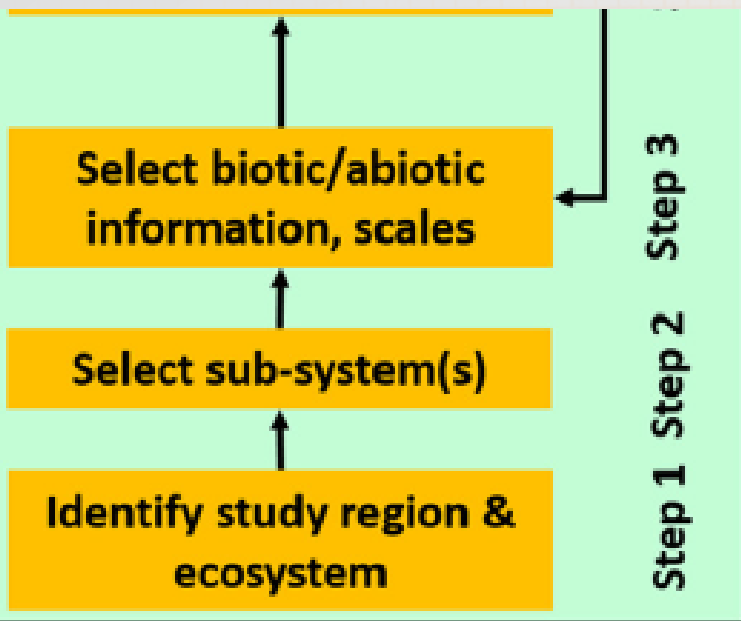 Select biotic/abiotic
information, scales
Step 3
Select sub-system(s)
Step 2
Identify study region &
ecosystem
Step 1